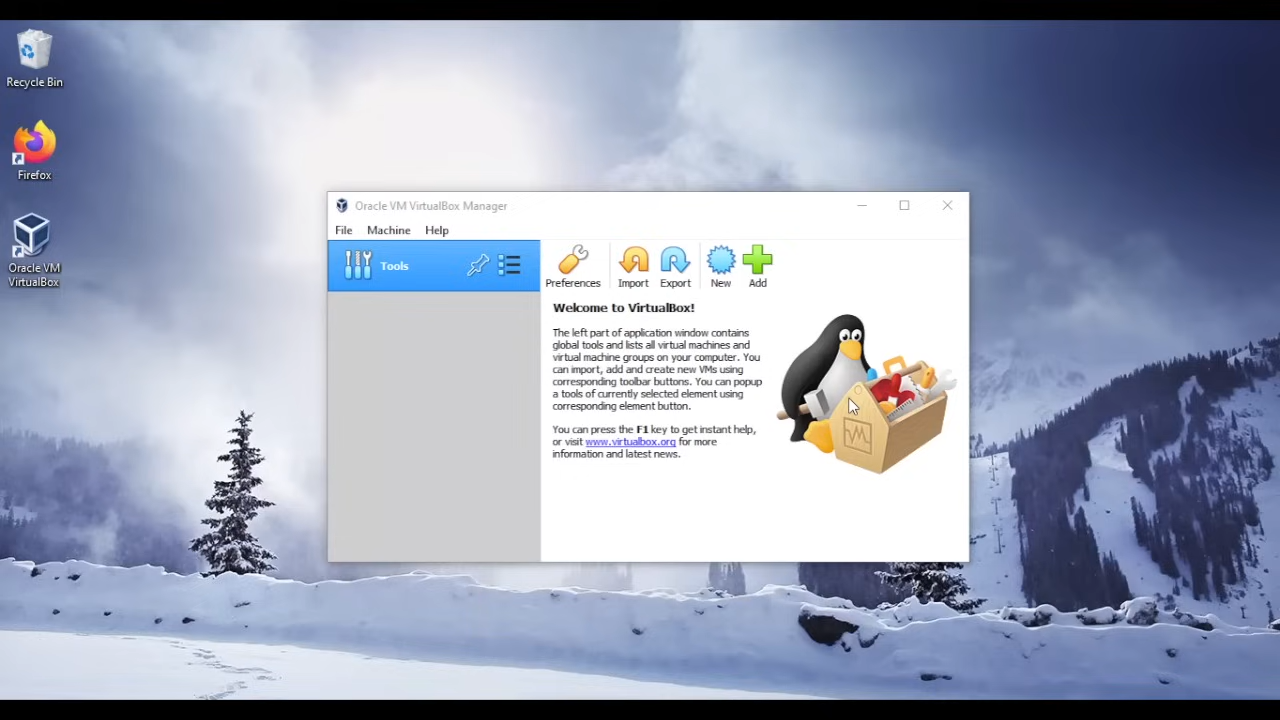 Recycle Bin
Firefox
Oracle VM
VirtualBox
Oracle VM VirtualBox Manager
File Machine Help
Tools
Preferences Import Export New Add
Welcome to VirtualBox!
The left part of application window contains
global tools and lists all virtual machines and
virtual machine groups on your computer. You
can import, add and create new VMs using
corresponding toolbar buttons. You can popup
a tools of currently selected element using
corresponding element button.
You can press the F1 key to get instant help,
or visit www.virtualbox.org for more
information and latest news.